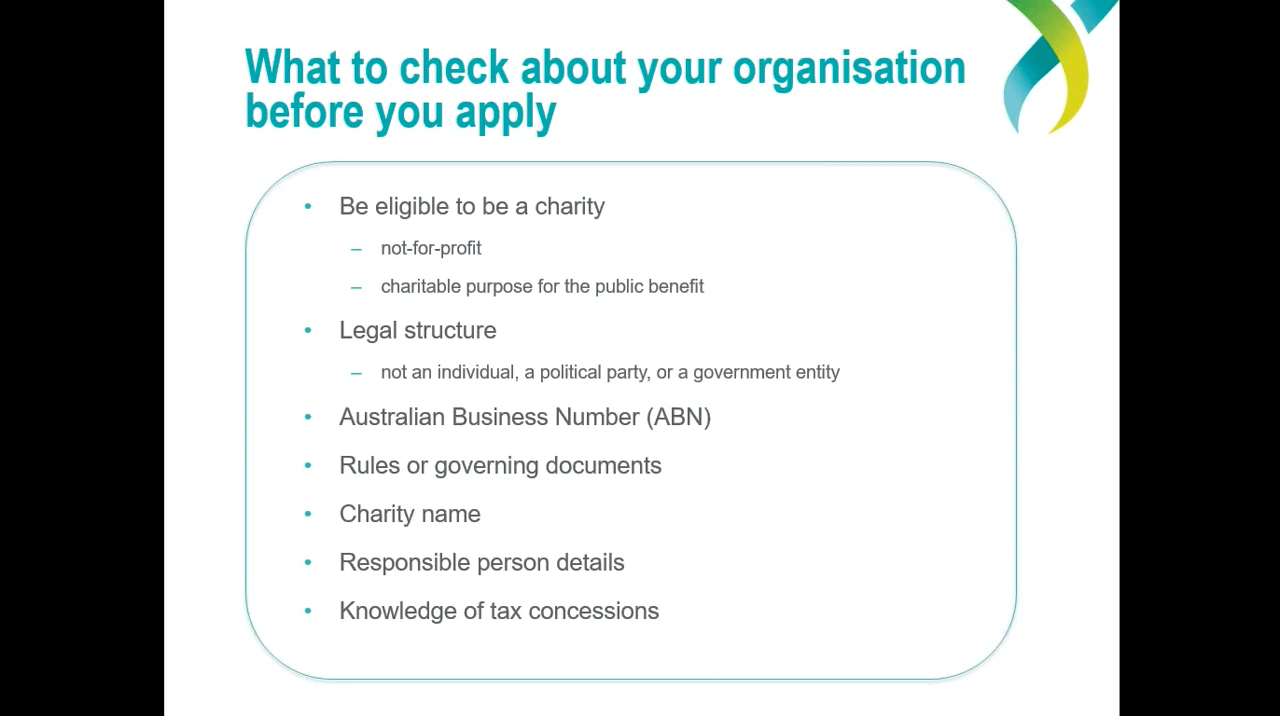 What to check about your organisation
before you apply
• Be eligible to be a charity
– not-for-profit
– charitable purpose for the public benefit
• Legal structure
– not an individual, a political party, or a government entity
• Australian Business Number (ABN)
• Rules or governing documents
• Charity name
• Responsible person details
• Knowledge of tax concessions